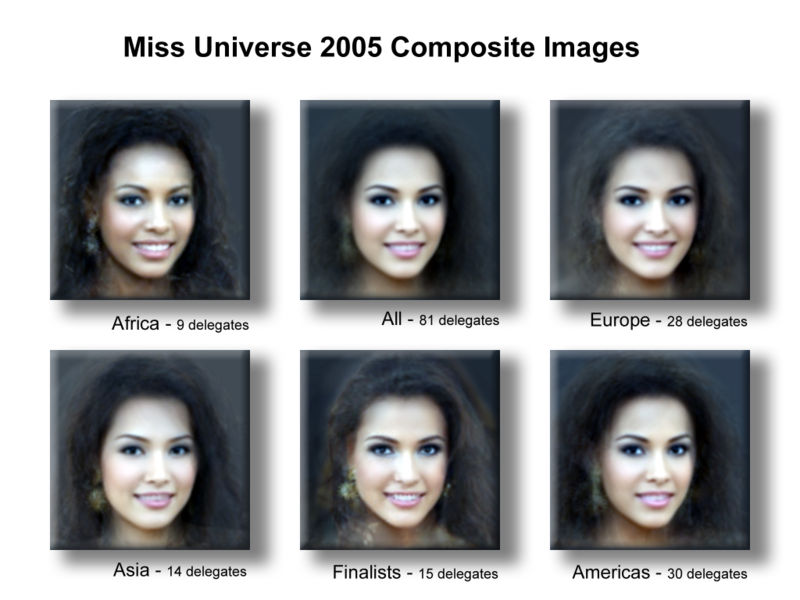 Miss Universe 2005 Composite Images
Africa - 9 delegates
All - 81 delegates
Europe - 28 delegates
Asia - 14 delegates
Finalists - 15 delegates
Americas - 30 delegates